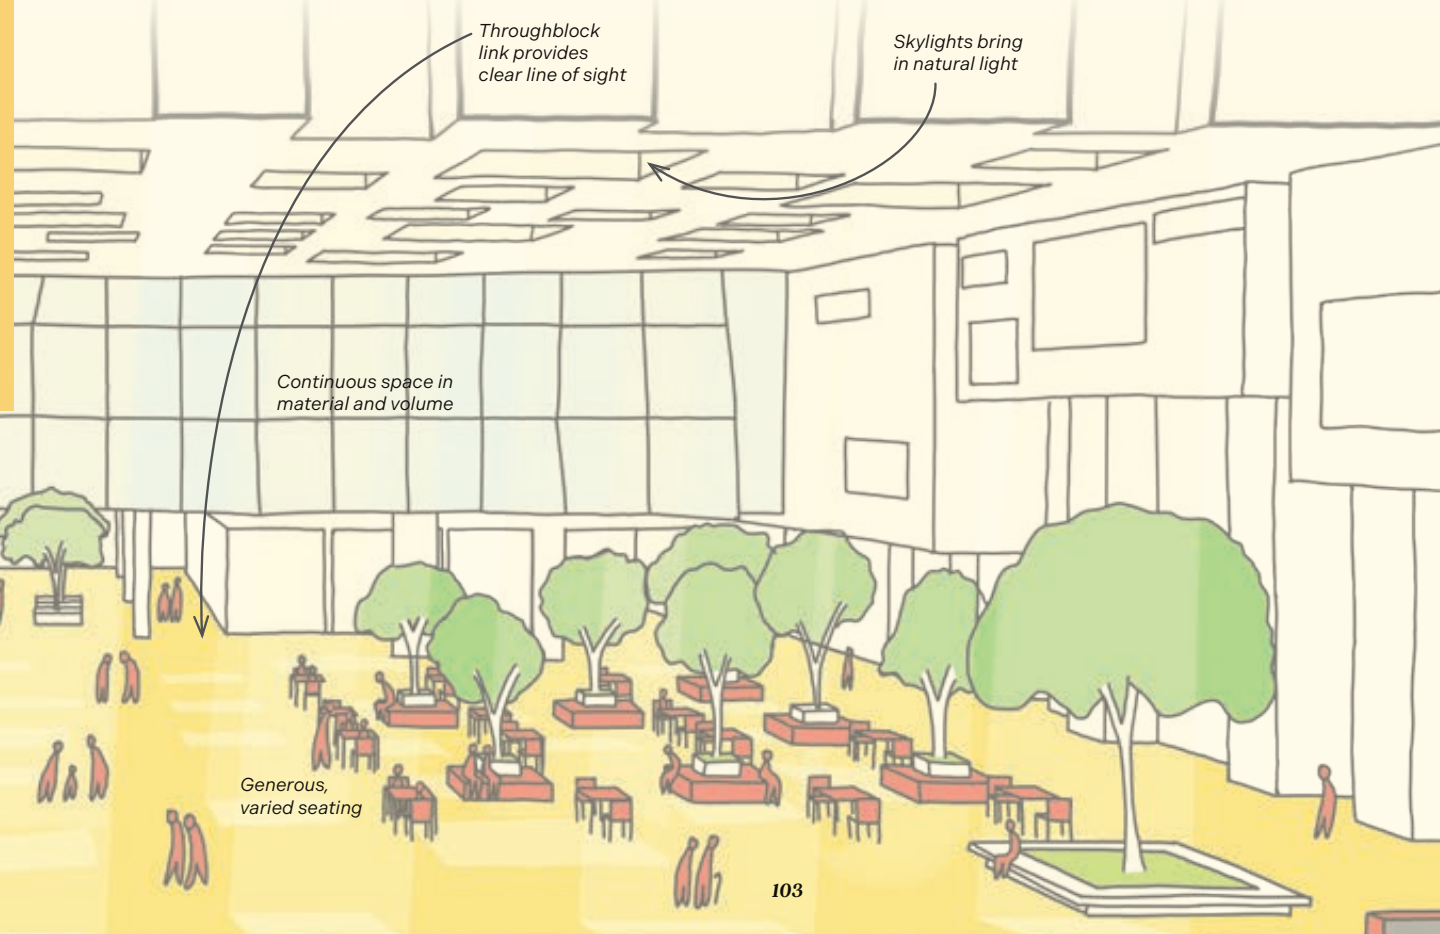 Throughblock
link provides
clear line of sight
Skylights bring
in natural light
Continuous space in
material and volume
Generous,
varied seating
103